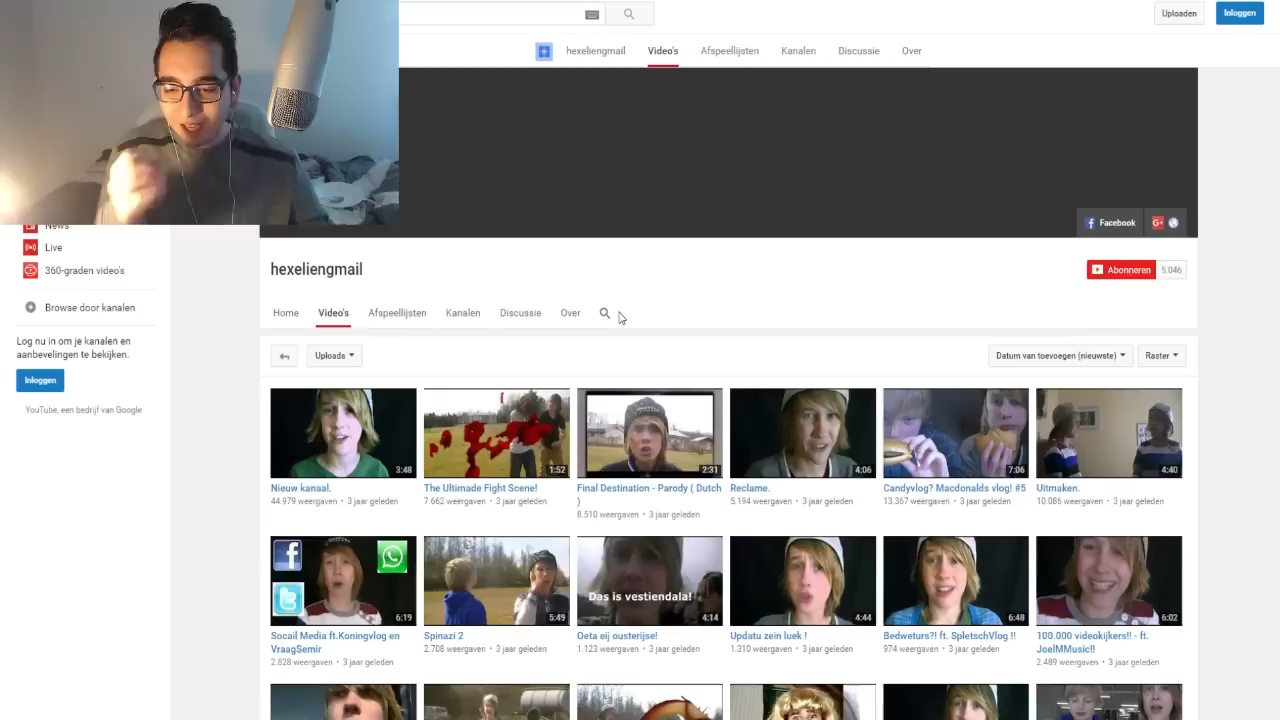 Uploaden
Inloggen
hexeliengmail
Video's
Afspeellijsten
Kanalen
Discussie
Over
Facebook
News
Live
360-graden video's
Browse door kanalen
Log nu in om je kanalen en
aanbevelingen te bekijken.
Inloggen
YouTube, een bedrijf van Google
hexeliengmail
Abonneren
5.046
Home
Video's
Afspeellijsten
Kanalen
Discussie
Over
Uploads
Datum van toevoegen (nieuwste)
Raster
3:48
Nieuw kanaal.
44.979 weergaven • 3 jaar geleden
1:52
The Ultimade Fight Scene!
7.662 weergaven • 3 jaar geleden
2:31
Final Destination - Parody ( Dutch
)
8.510 weergaven • 3 jaar geleden
4:06
Reclame.
5.194 weergaven • 3 jaar geleden
7:06
Candyvlog? Macdonalds vlog! #5
13.367 weergaven • 3 jaar geleden
4:40
Uitmaken.
10.086 weergaven • 3 jaar geleden
6:19
Socail Media ft.Koningvlog en
VraagSemir
2.828 weergaven • 3 jaar geleden
5:49
Spinazi 2
2.708 weergaven • 3 jaar geleden
Das is vestiendala!
4:14
Oeta eij ousterijse!
1.123 weergaven • 3 jaar geleden
4:44
Updatu zein luek !
1.310 weergaven • 3 jaar geleden
6:48
Bedweturs?! ft. SpletschVlog !!
974 weergaven • 3 jaar geleden
6:02
100.000 videokijkers!! - ft.
JoelMMusic!!
2.489 weergaven • 3 jaar geleden